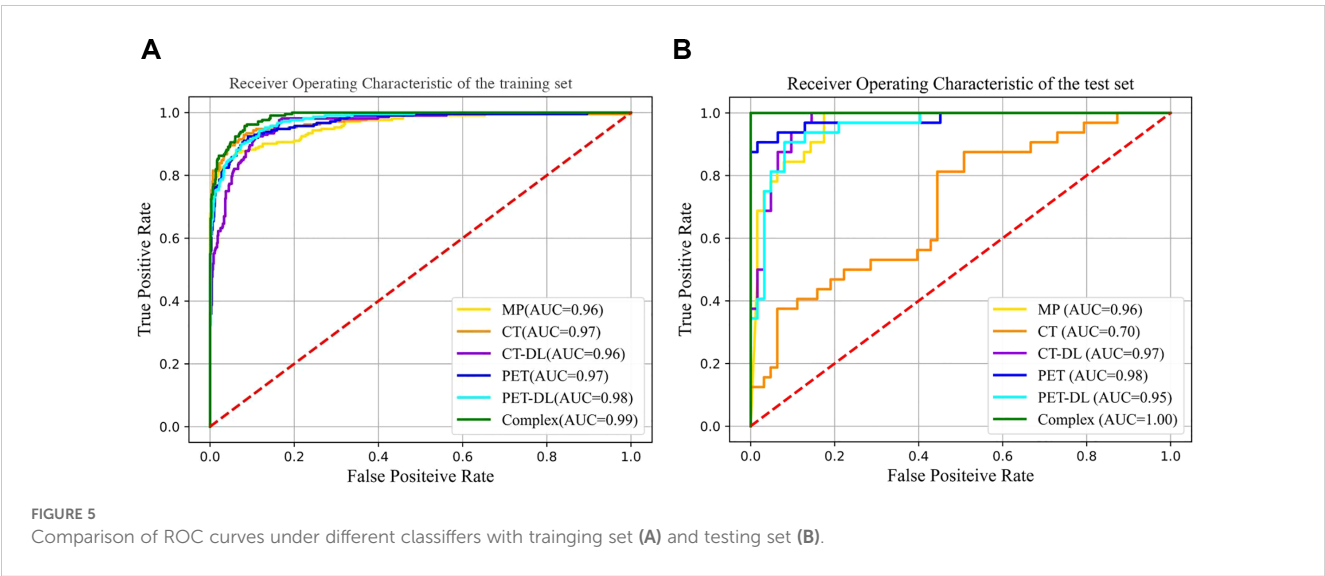 A
Receiver Operating Characteristic of the training set
True Positive Rate
1.0
0.8
0.6
0.4
0.2
0.0
0.0 0.2 0.4 0.6 0.8 1.0
False Positeive Rate
MP(AUC=0.96)
CT(AUC=0.97)
CT-DL(AUC=0.96)
PET(AUC=0.97)
PET-DL(AUC=0.98)
Complex(AUC=0.99)
B
Receiver Operating Characteristic of the test set
True Positive Rate
1.0
0.8
0.6
0.4
0.2
0.0
0.0 0.2 0.4 0.6 0.8 1.0
False Positeive Rate
MP (AUC=0.96)
CT (AUC=0.70)
CT-DL (AUC=0.97)
PET (AUC=0.98)
PET-DL (AUC=0.95)
Complex (AUC=1.00)
FIGURE 5
Comparison of ROC curves under different classiffers with trainging set (A) and testing set (B).